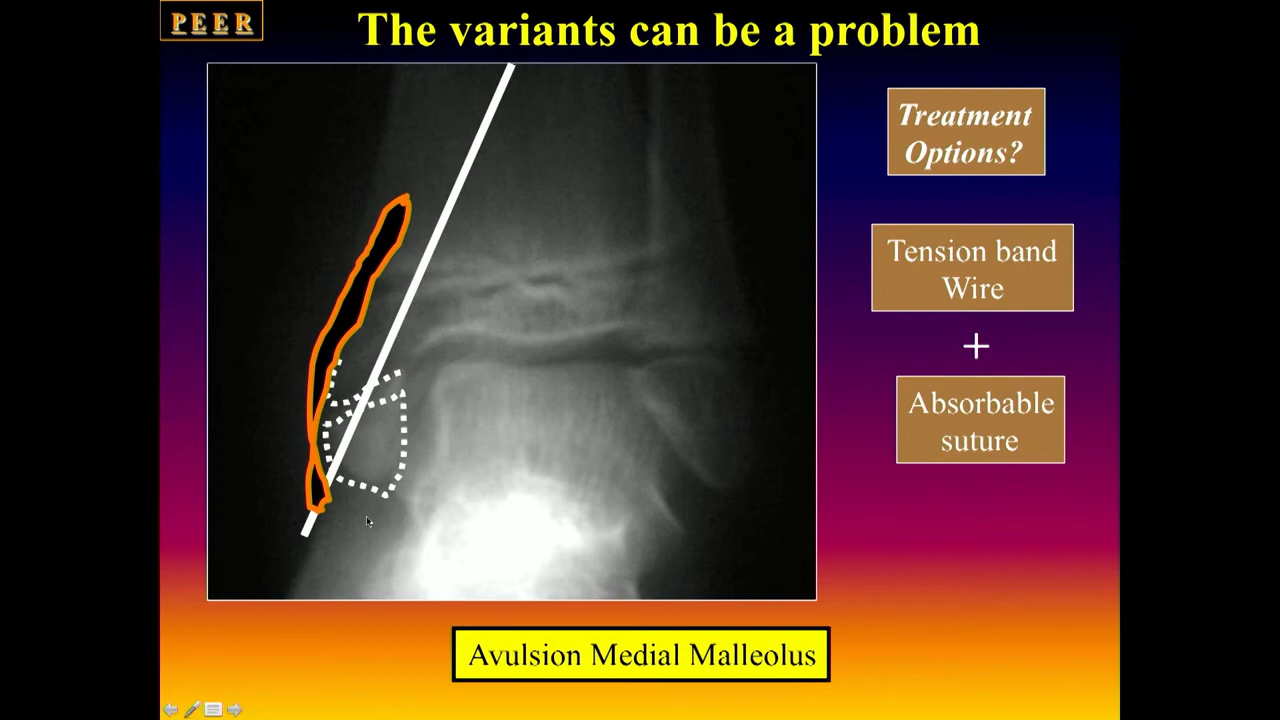 PEER
The variants can be a problem
Treatment
Options?
Tension band
Wire
+
Absorbable
suture
Avulsion Medial Malleolus